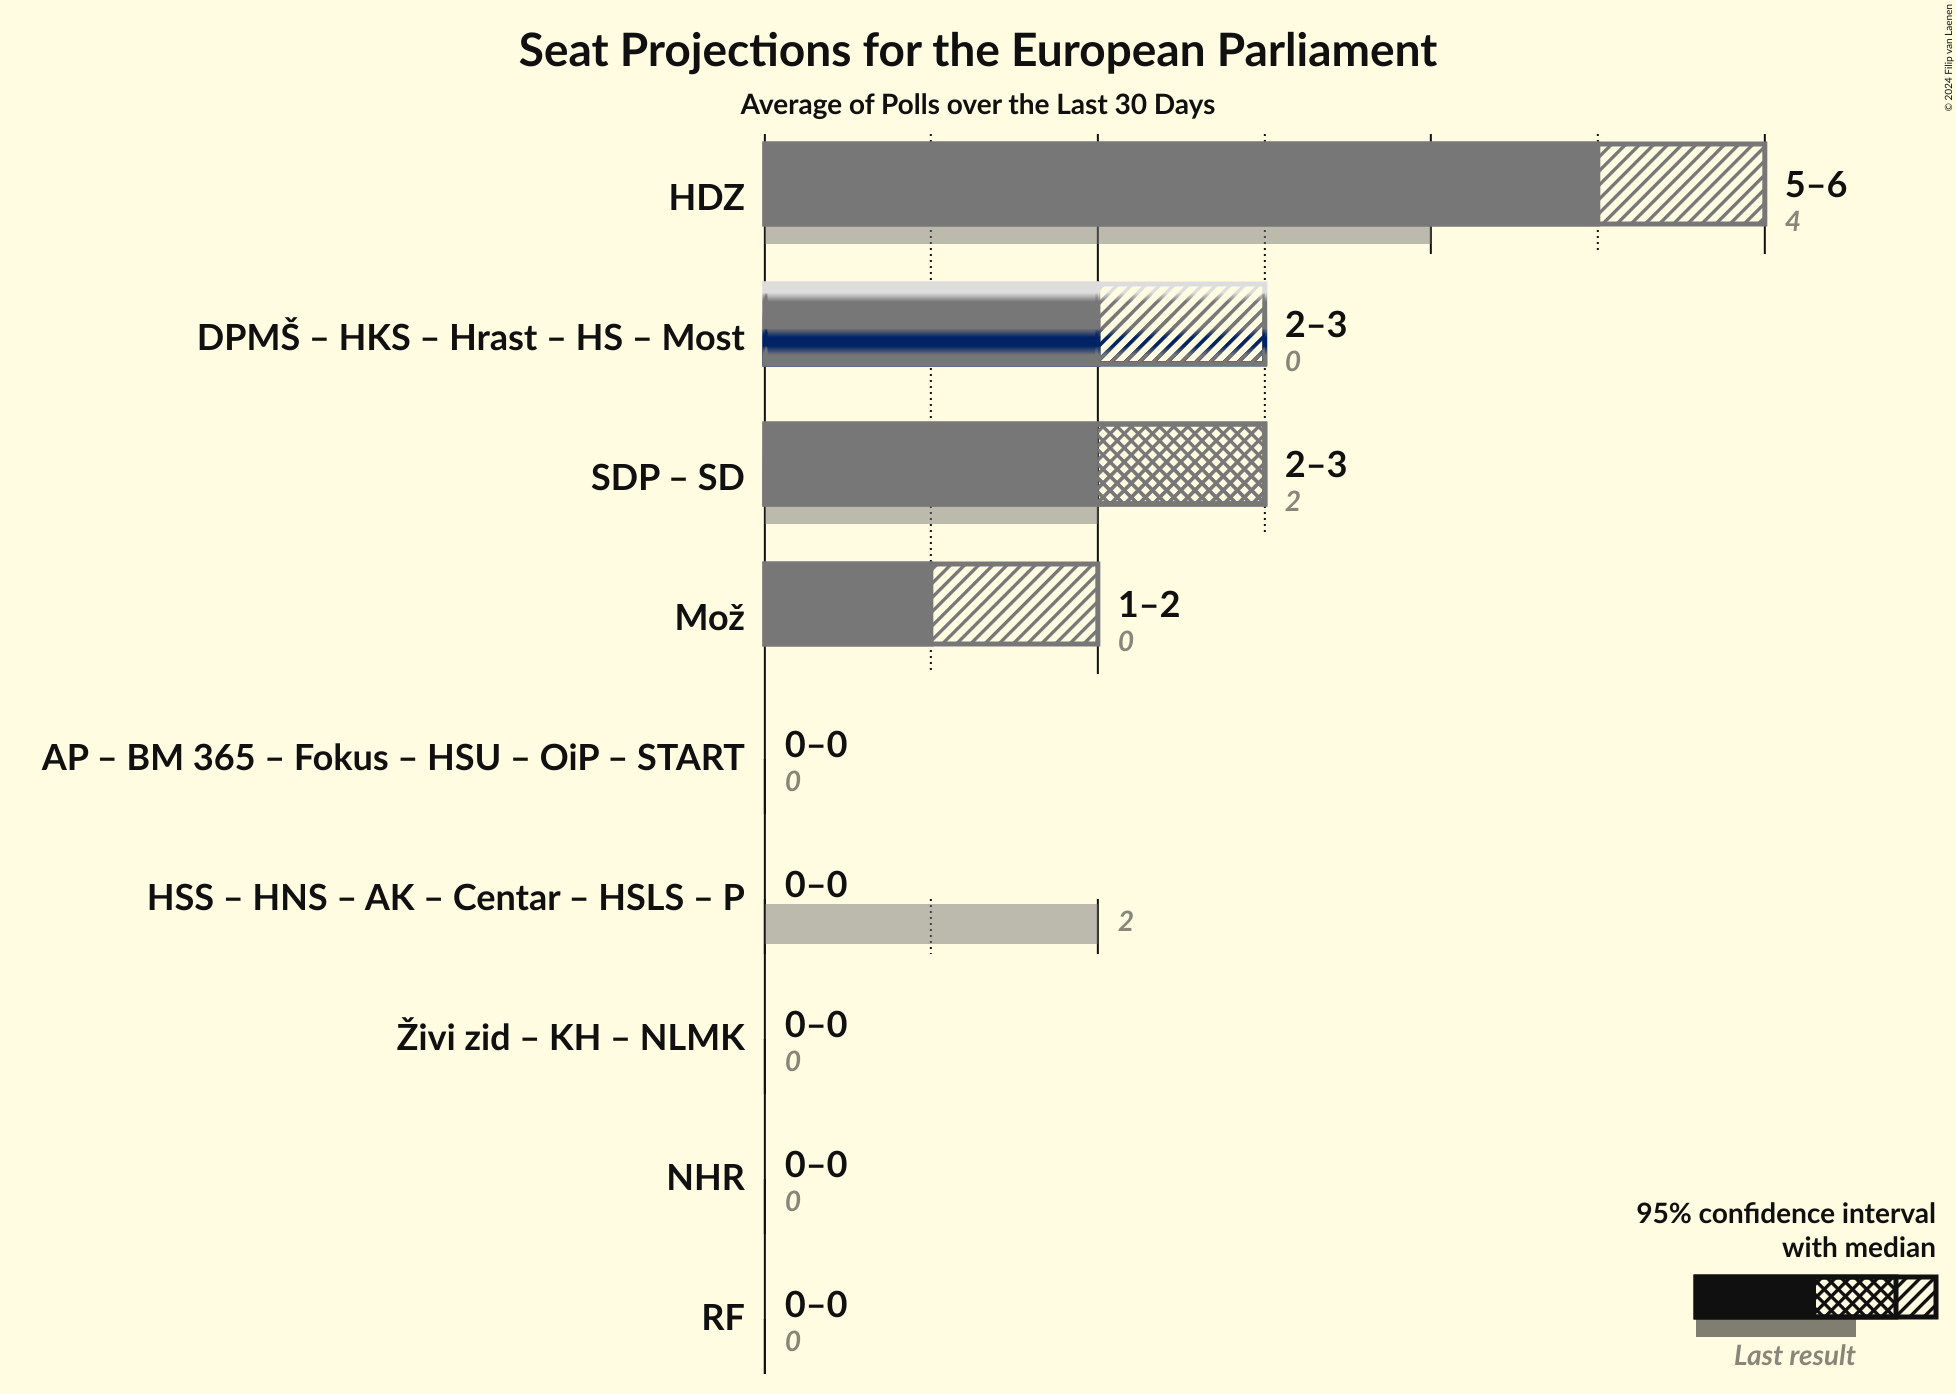 Seat Projections for the European Parliament
Average of Polls over the Last 30 Days
© 2024 Filip van Laenen
HDZ
5–6
4
DPMŠ – HKS – Hrast – HS – Most
2–3
0
SDP – SD
2–3
2
Mož
1–2
0
AP – BM 365 – Fokus – HSU – OiP – START
0–0
0
HSS – HNS – AK – Centar – HSLS – P
0–0
2
Živi zid – KH – NLMK
0–0
0
NHR
0–0
0
RF
0–0
0
95% confidence interval
with median
Last result